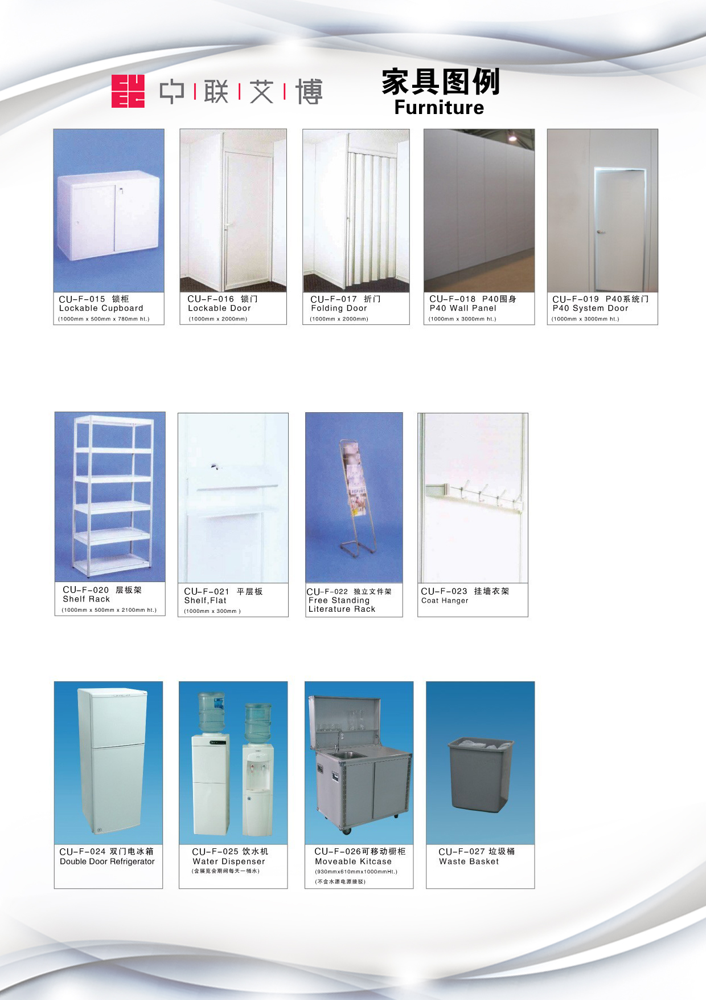 CUEC
中联艾博
家具图例
Furniture
CU-F-015 锁柜
Lockable Cupboard
(1000mm x 500mm x 780mm ht.)
CU-F-016 锁门
Lockable Door
(1000mm x 2000mm)
CU-F-017 折门
Folding Door
(1000mm x 2000mm)
CU-F-018 P40围身
P40 Wall Panel
(1000mm x 3000mm ht.)
CU-F-019 P40系统门
P40 System Door
(1000mm x 3000mm ht.)
CU-F-020 层板架
Shelf Rack
(1000mm x 500mm x 2100mm ht.)
CU-F-021 平层板
Shelf,Flat
(1000mm x 300mm )
REPORT
CU-F-022 独立文件架
Free Standing
Literature Rack
CU-F-023 挂墙衣架
Coat Hanger
CU-F-024 双门电冰箱
Double Door Refrigerator
CU-F-025 饮水机
Water Dispenser
(含展览会期间每天一桶水)
CU-F-026可移动橱柜
Moveable Kitcase
(930mmx610mmx1000mmHt.)
(不含水源电源接驳)
CU-F-027 垃圾桶
Waste Basket